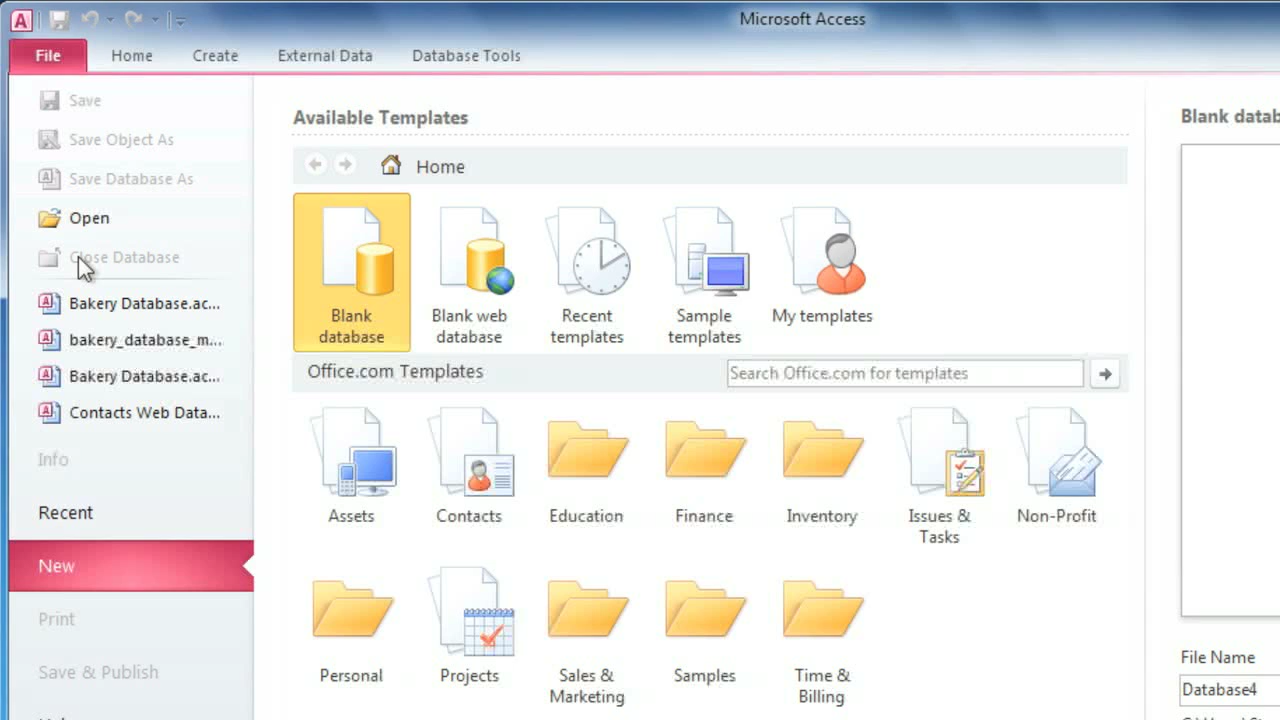 Microsoft Access
File Home Create External Data Database Tools
Save
Save Object As
Save Database As
Open
Close Database
Bakery Database.ac...
bakery_database_m...
Bakery Database.ac...
Contacts Web Data...
Info
Recent
New
Print
Save & Publish
Available Templates
Home
Blank database
Blank web database
Recent templates
Sample templates
My templates
Office.com Templates
Search Office.com for templates
Assets
Contacts
Education
Finance
Inventory
Issues & Tasks
Non-Profit
Personal
Projects
Sales & Marketing
Samples
Time & Billing
Blank datab
File Name
Database4